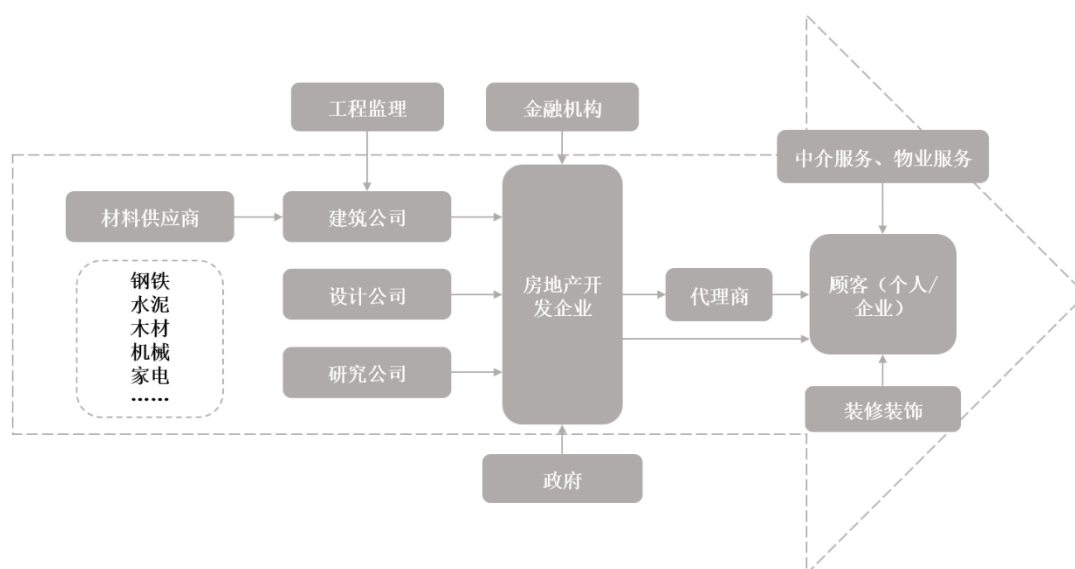 工程监理
金融机构
中介服务、物业服务
材料供应商
建筑公司
钢铁
水泥
木材
机械
家电
......
设计公司
研究公司
房地产开
发企业
代理商
顾客（个人/
企业）
装修装饰
政府